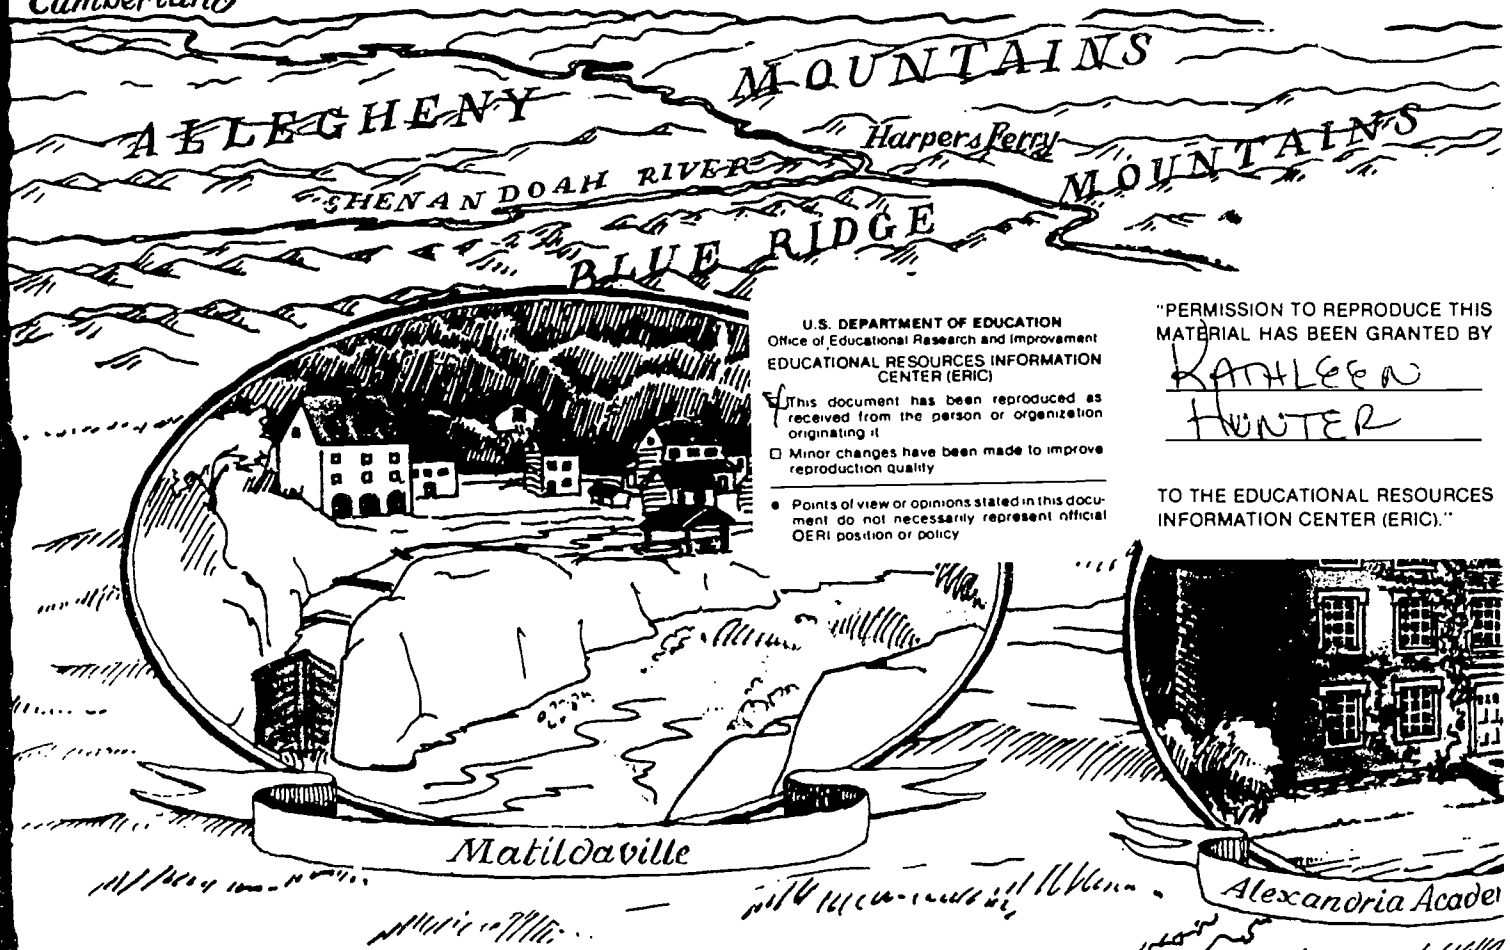 Cumberland
MOUNTAINS
ALLEGHENY
Harpers Ferry
MOUNTAINS
SHENANDOAH RIVER
BLUE RIDGE
U.S. DEPARTMENT OF EDUCATION
Office of Educational Research and Improvement
EDUCATIONAL RESOURCES INFORMATION
CENTER (ERIC)
This document has been reproduced as
received from the person or organization
originating it
□ Minor changes have been made to improve
reproduction quality
• Points of view or opinions stated in this docu-
ment do not necessarily represent official
OERI position or policy
"PERMISSION TO REPRODUCE THIS
MATERIAL HAS BEEN GRANTED BY
KATHLEEN
HUNTER
TO THE EDUCATIONAL RESOURCES
INFORMATION CENTER (ERIC)."
Matildaville
Alexandria Acade